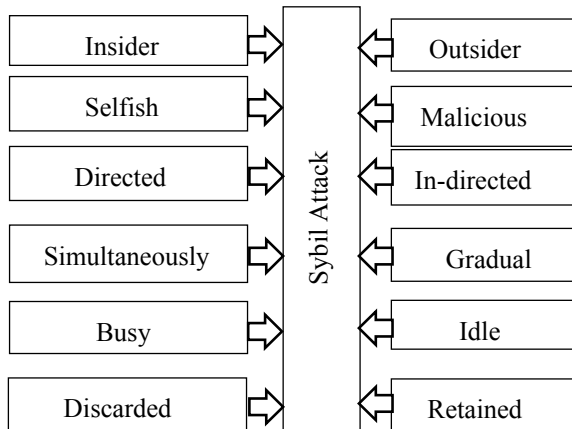 Insider
Outsider
Selfish
Malicious
Directed
In-directed
Sybil Attack
Simultaneously
Gradual
Busy
Idle
Discarded
Retained